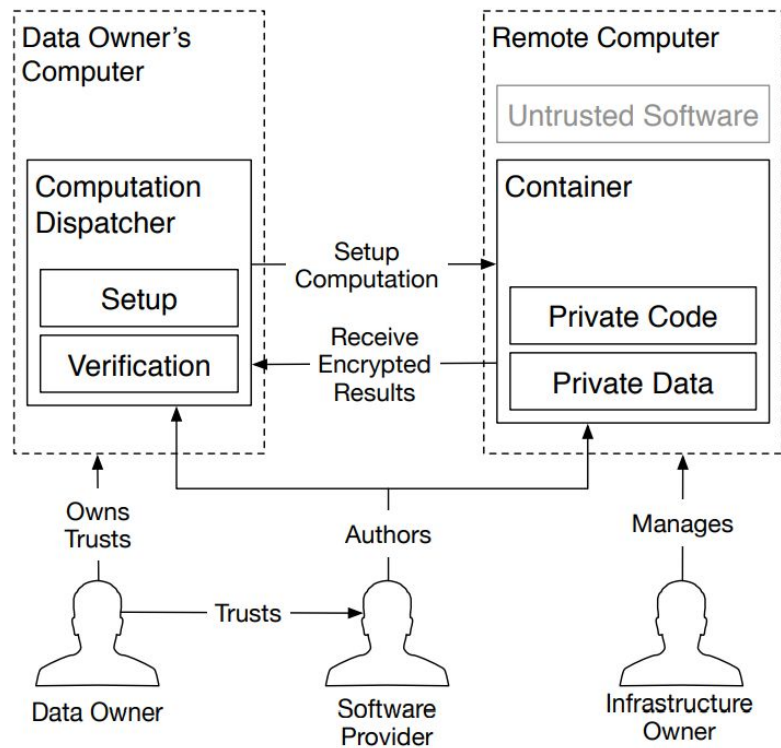 Data Owner’s
Computer
Remote Computer
Untrusted Software
Computation
Dispatcher
Container
Setup
Computation
Setup
Private Code
Receive
Encrypted
Results
Verification
Private Data
Owns
Trusts
Authors
Manages
Trusts
Data Owner
Software
Provider
Infrastructure
Owner